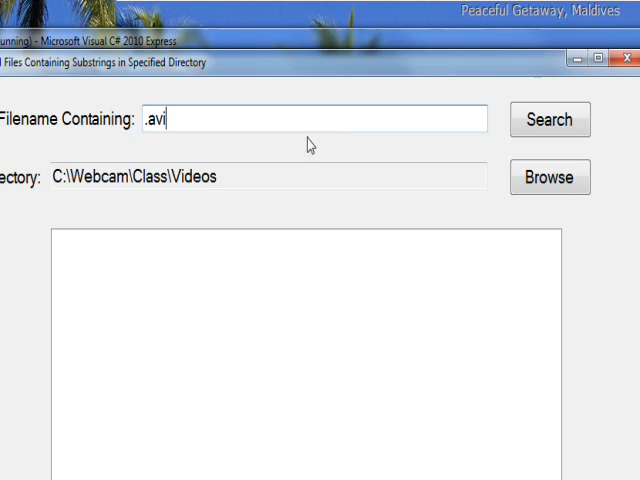 Peaceful Getaway, Maldives
unning) - Microsoft Visual C# 2010 Express
l Files Containing Substrings in Specified Directory
Filename Containing: .avi Search
ectory: C:\Webcam\Class\Videos Browse